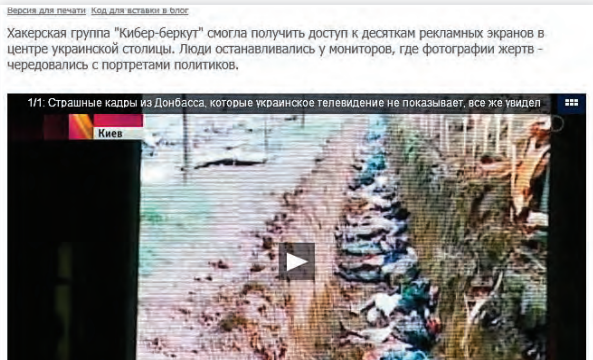 Версия для печати Код для вставки в блог
Хакерская группа "Кибер-беркут" смогла получить доступ к десяткам рекламных экранов в
центре украинской столицы. Люди останавливались у мониторов, где фотографии жертв -
чередовались с портретами политиков.
1/1: Страшные кадры из Донбасса, которые украинское телевидение не показывает, все же увидел
Киев